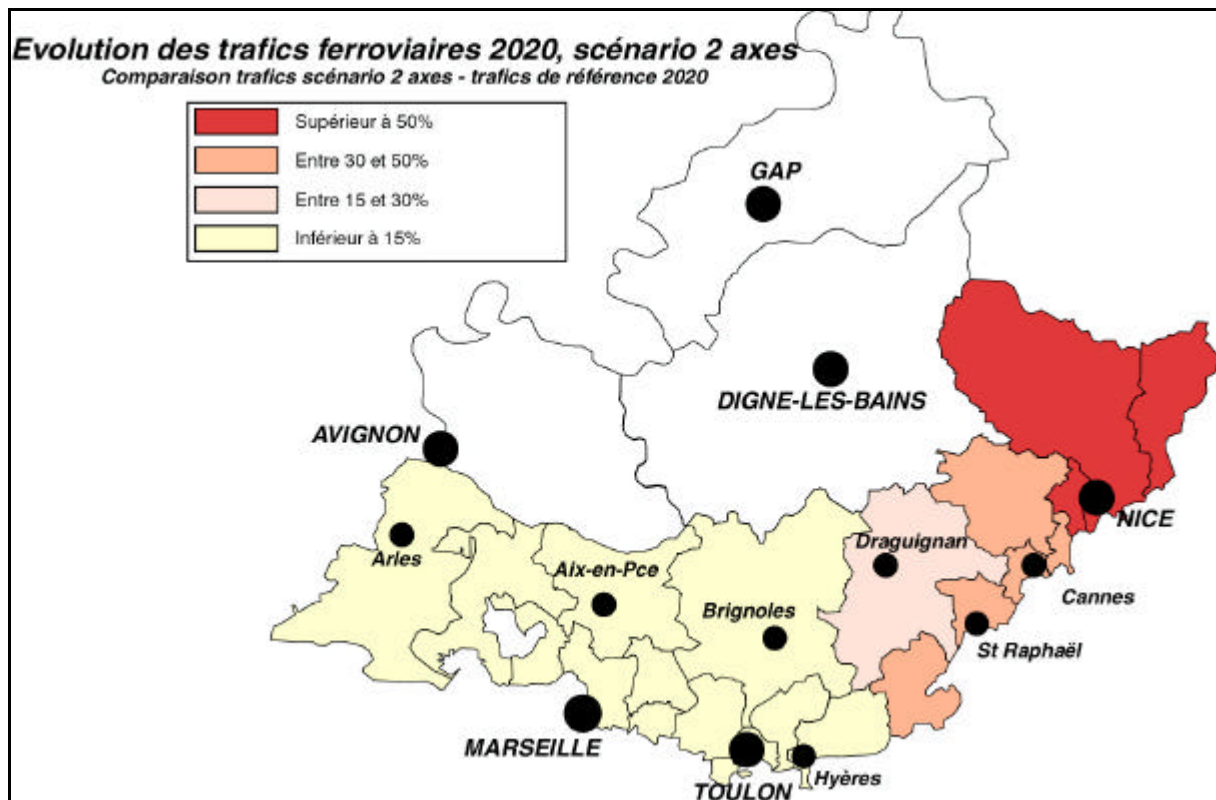 Evolution des trafics ferroviaires 2020, scénario 2 axes
Comparaison trafics scénario 2 axes - trafics de référence 2020
Supérieur à 50%
Entre 30 et 50%
Entre 15 et 30%
Inférieur à 15%
GAP
DIGNE-LES-BAINS
AVIGNON
NICE
Arles
Draguignan
Aix-en-Pce
Cannes
Brignoles
St Raphaël
MARSEILLE
Hyères
TOULON